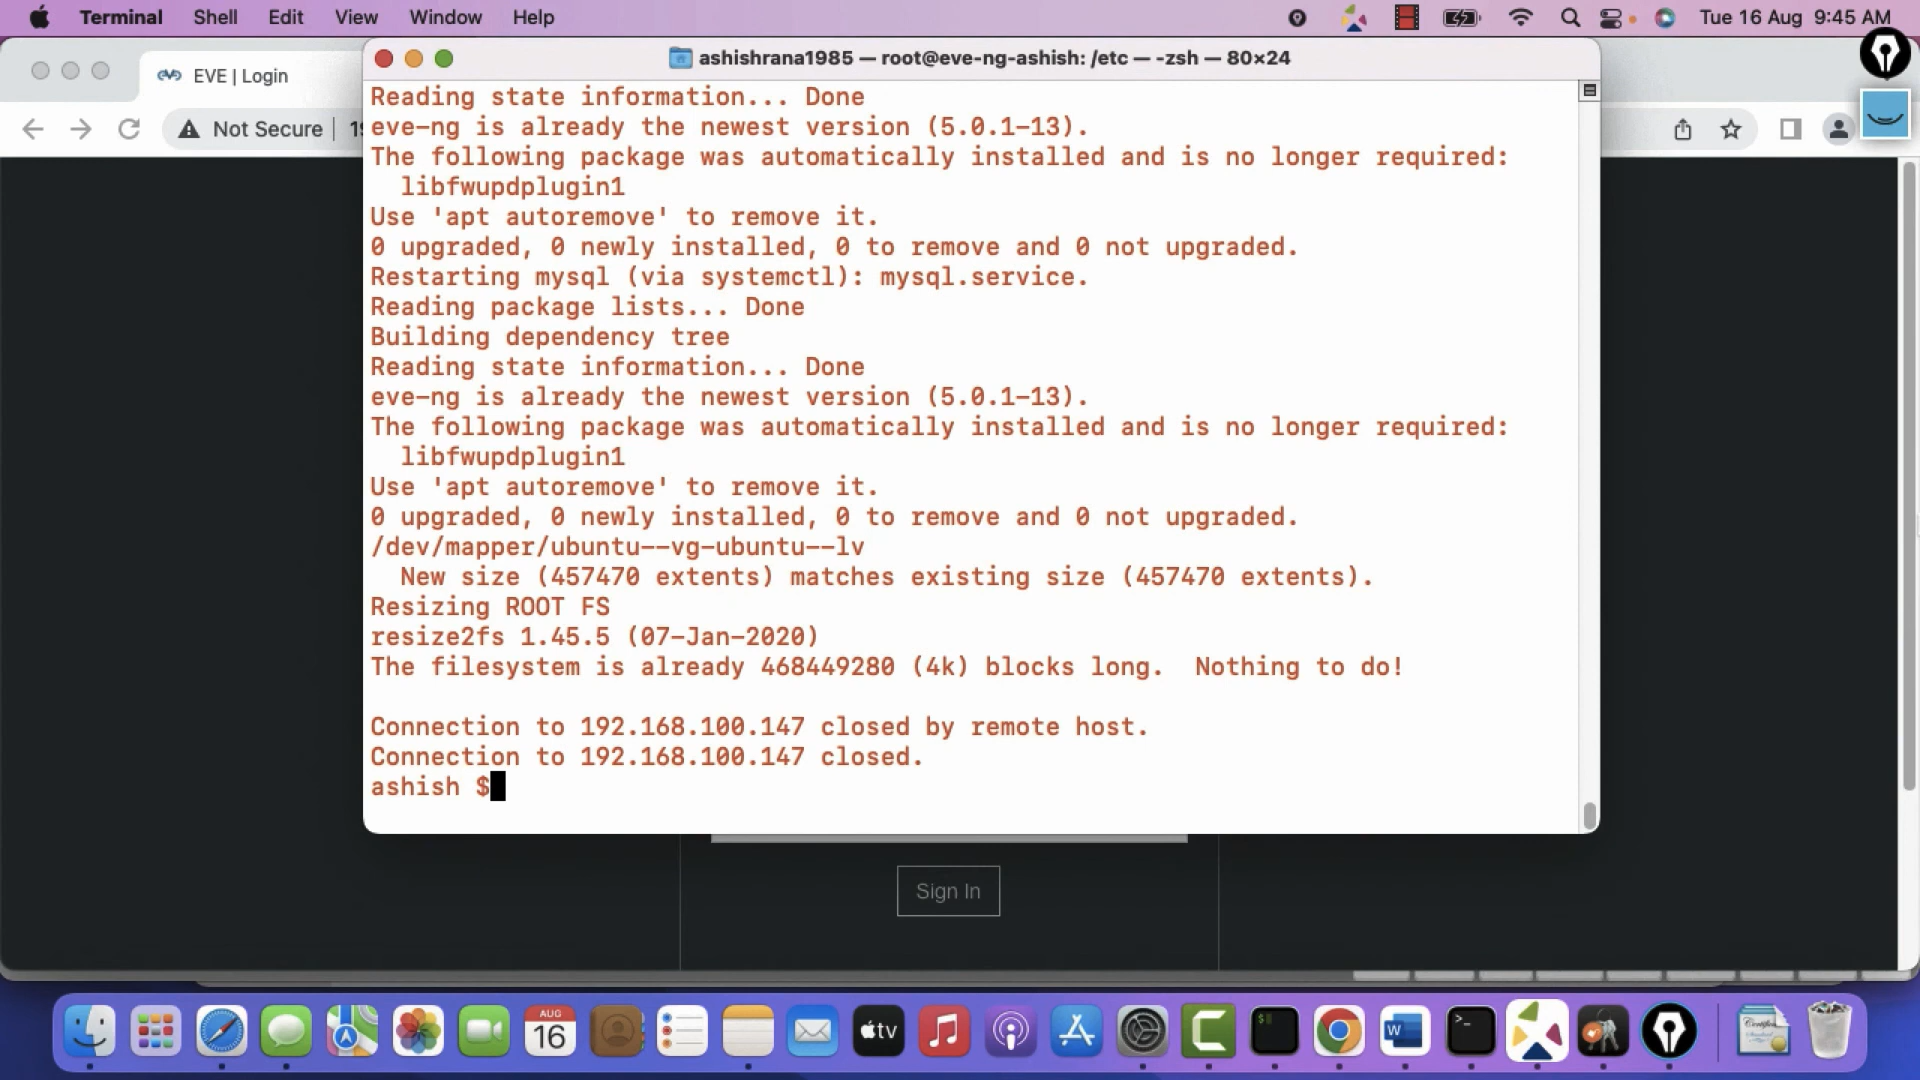 Terminal Shell Edit View Window Help Tue 16 Aug 9:45 AM
ashishrana1985 — root@eve-ng-ashish: /etc — -zsh — 80×24
EVE | Login
Not Secure
Reading state information... Done
eve-ng is already the newest version (5.0.1-13).
The following package was automatically installed and is no longer required:
libfwupdplugin1
Use 'apt autoremove' to remove it.
0 upgraded, 0 newly installed, 0 to remove and 0 not upgraded.
Restarting mysql (via systemctl): mysql.service.
Reading package lists... Done
Building dependency tree
Reading state information... Done
eve-ng is already the newest version (5.0.1-13).
The following package was automatically installed and is no longer required:
libfwupdplugin1
Use 'apt autoremove' to remove it.
0 upgraded, 0 newly installed, 0 to remove and 0 not upgraded.
/dev/mapper/ubuntu--vg-ubuntu--lv
New size (457470 extents) matches existing size (457470 extents).
Resizing ROOT FS
resize2fs 1.45.5 (07-Jan-2020)
The filesystem is already 468449280 (4k) blocks long. Nothing to do!
Connection to 192.168.100.147 closed by remote host.
Connection to 192.168.100.147 closed.
ashish $
Sign In
AUG
16
tv
W
>_